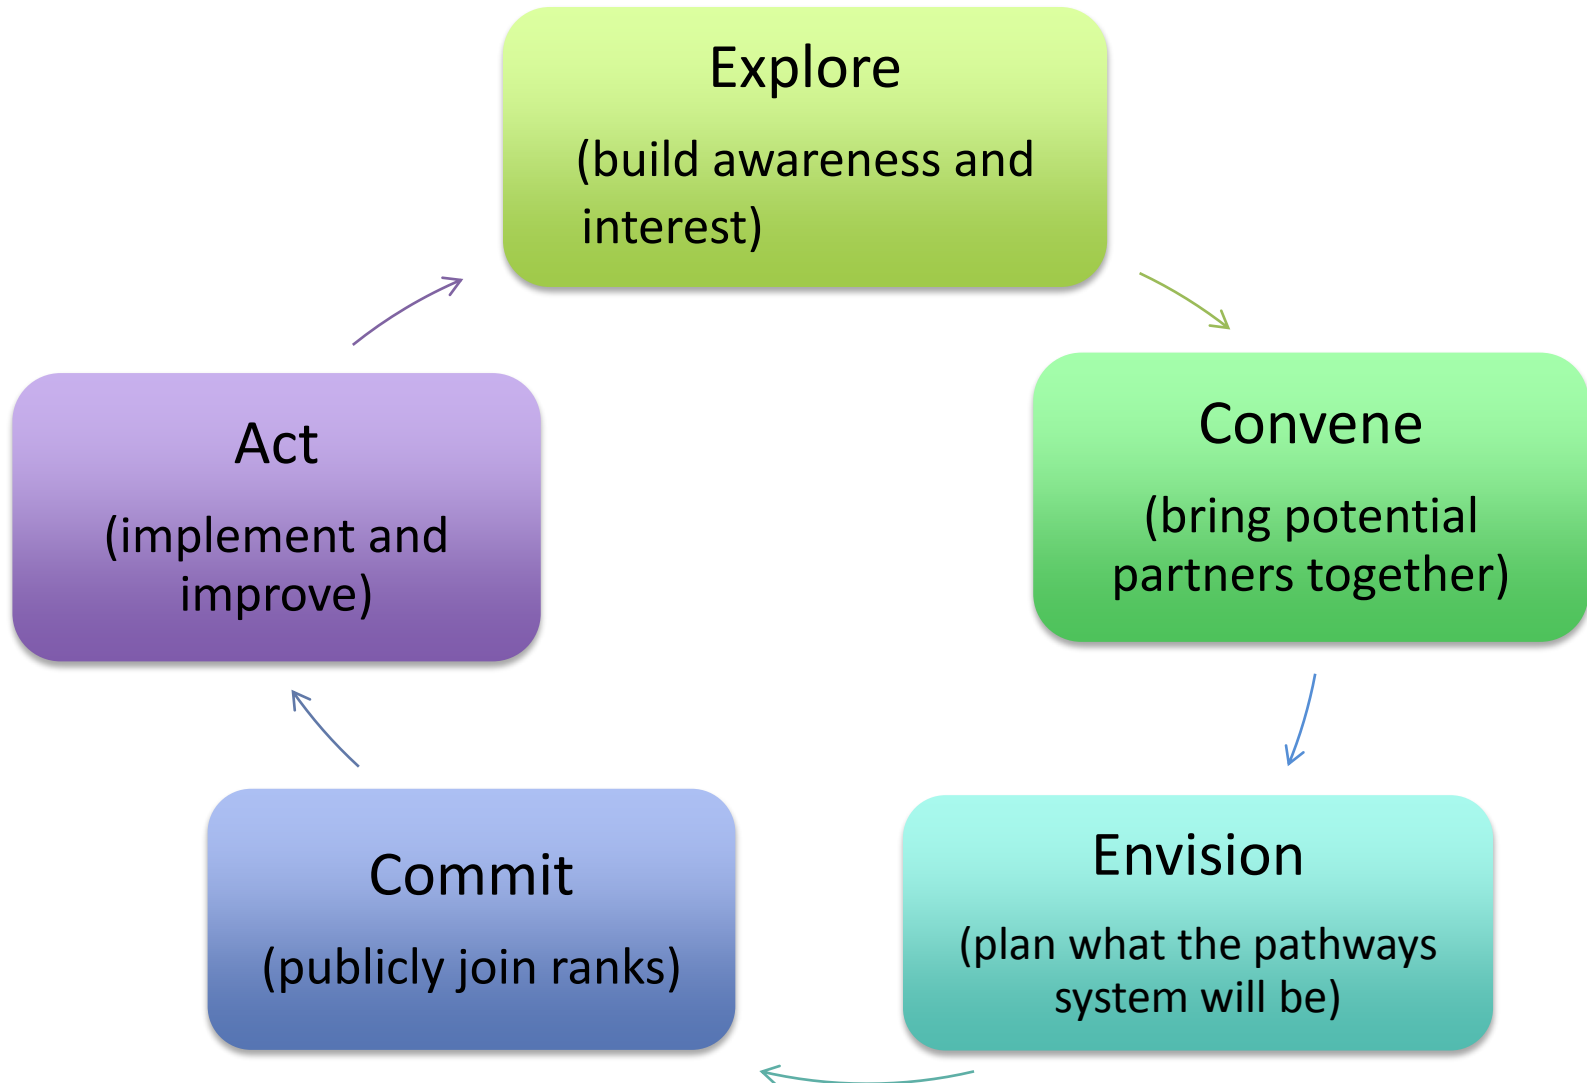 Explore
(build awareness and
interest)
Convene
(bring potential
partners together)
Envision
(plan what the pathways
system will be)
Commit
(publicly join ranks)
Act
(implement and
improve)